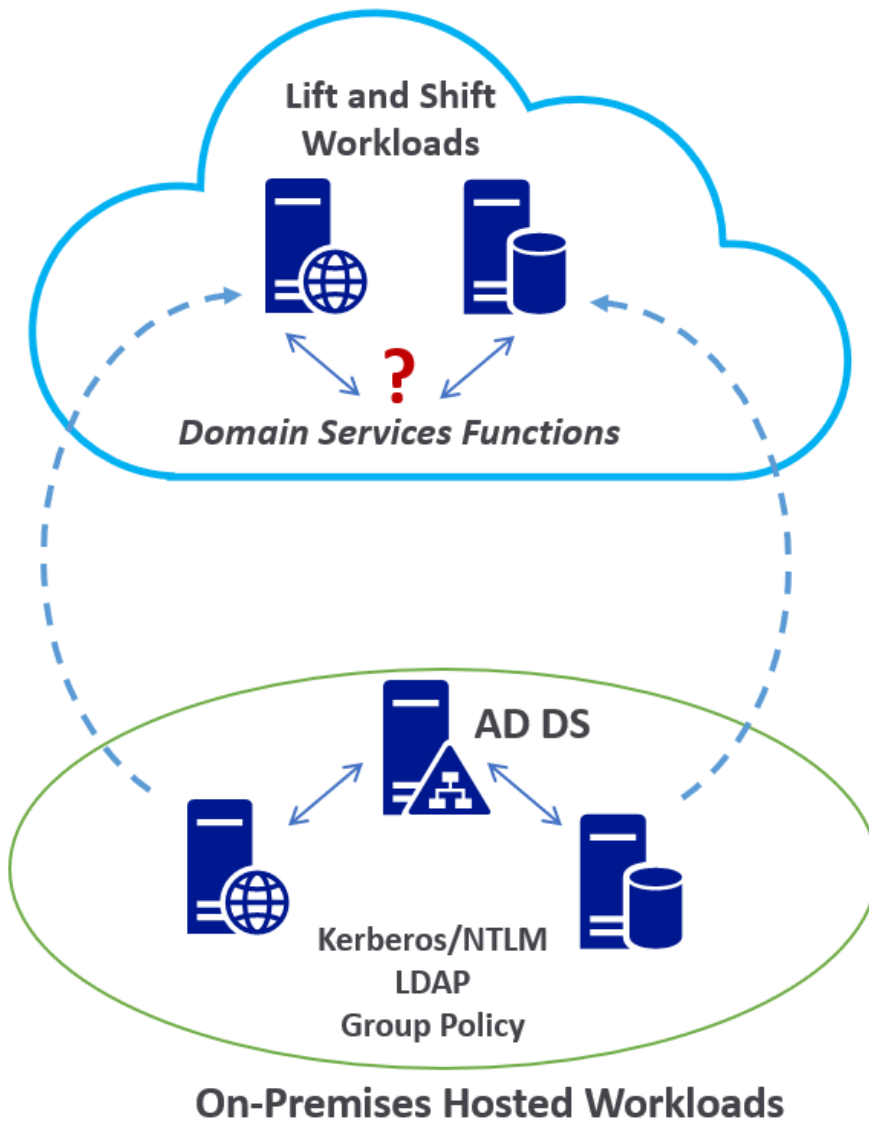 Lift and Shift
Workloads
?
Domain Services Functions
AD DS
Kerberos/NTLM
LDAP
Group Policy
On-Premises Hosted Workloads